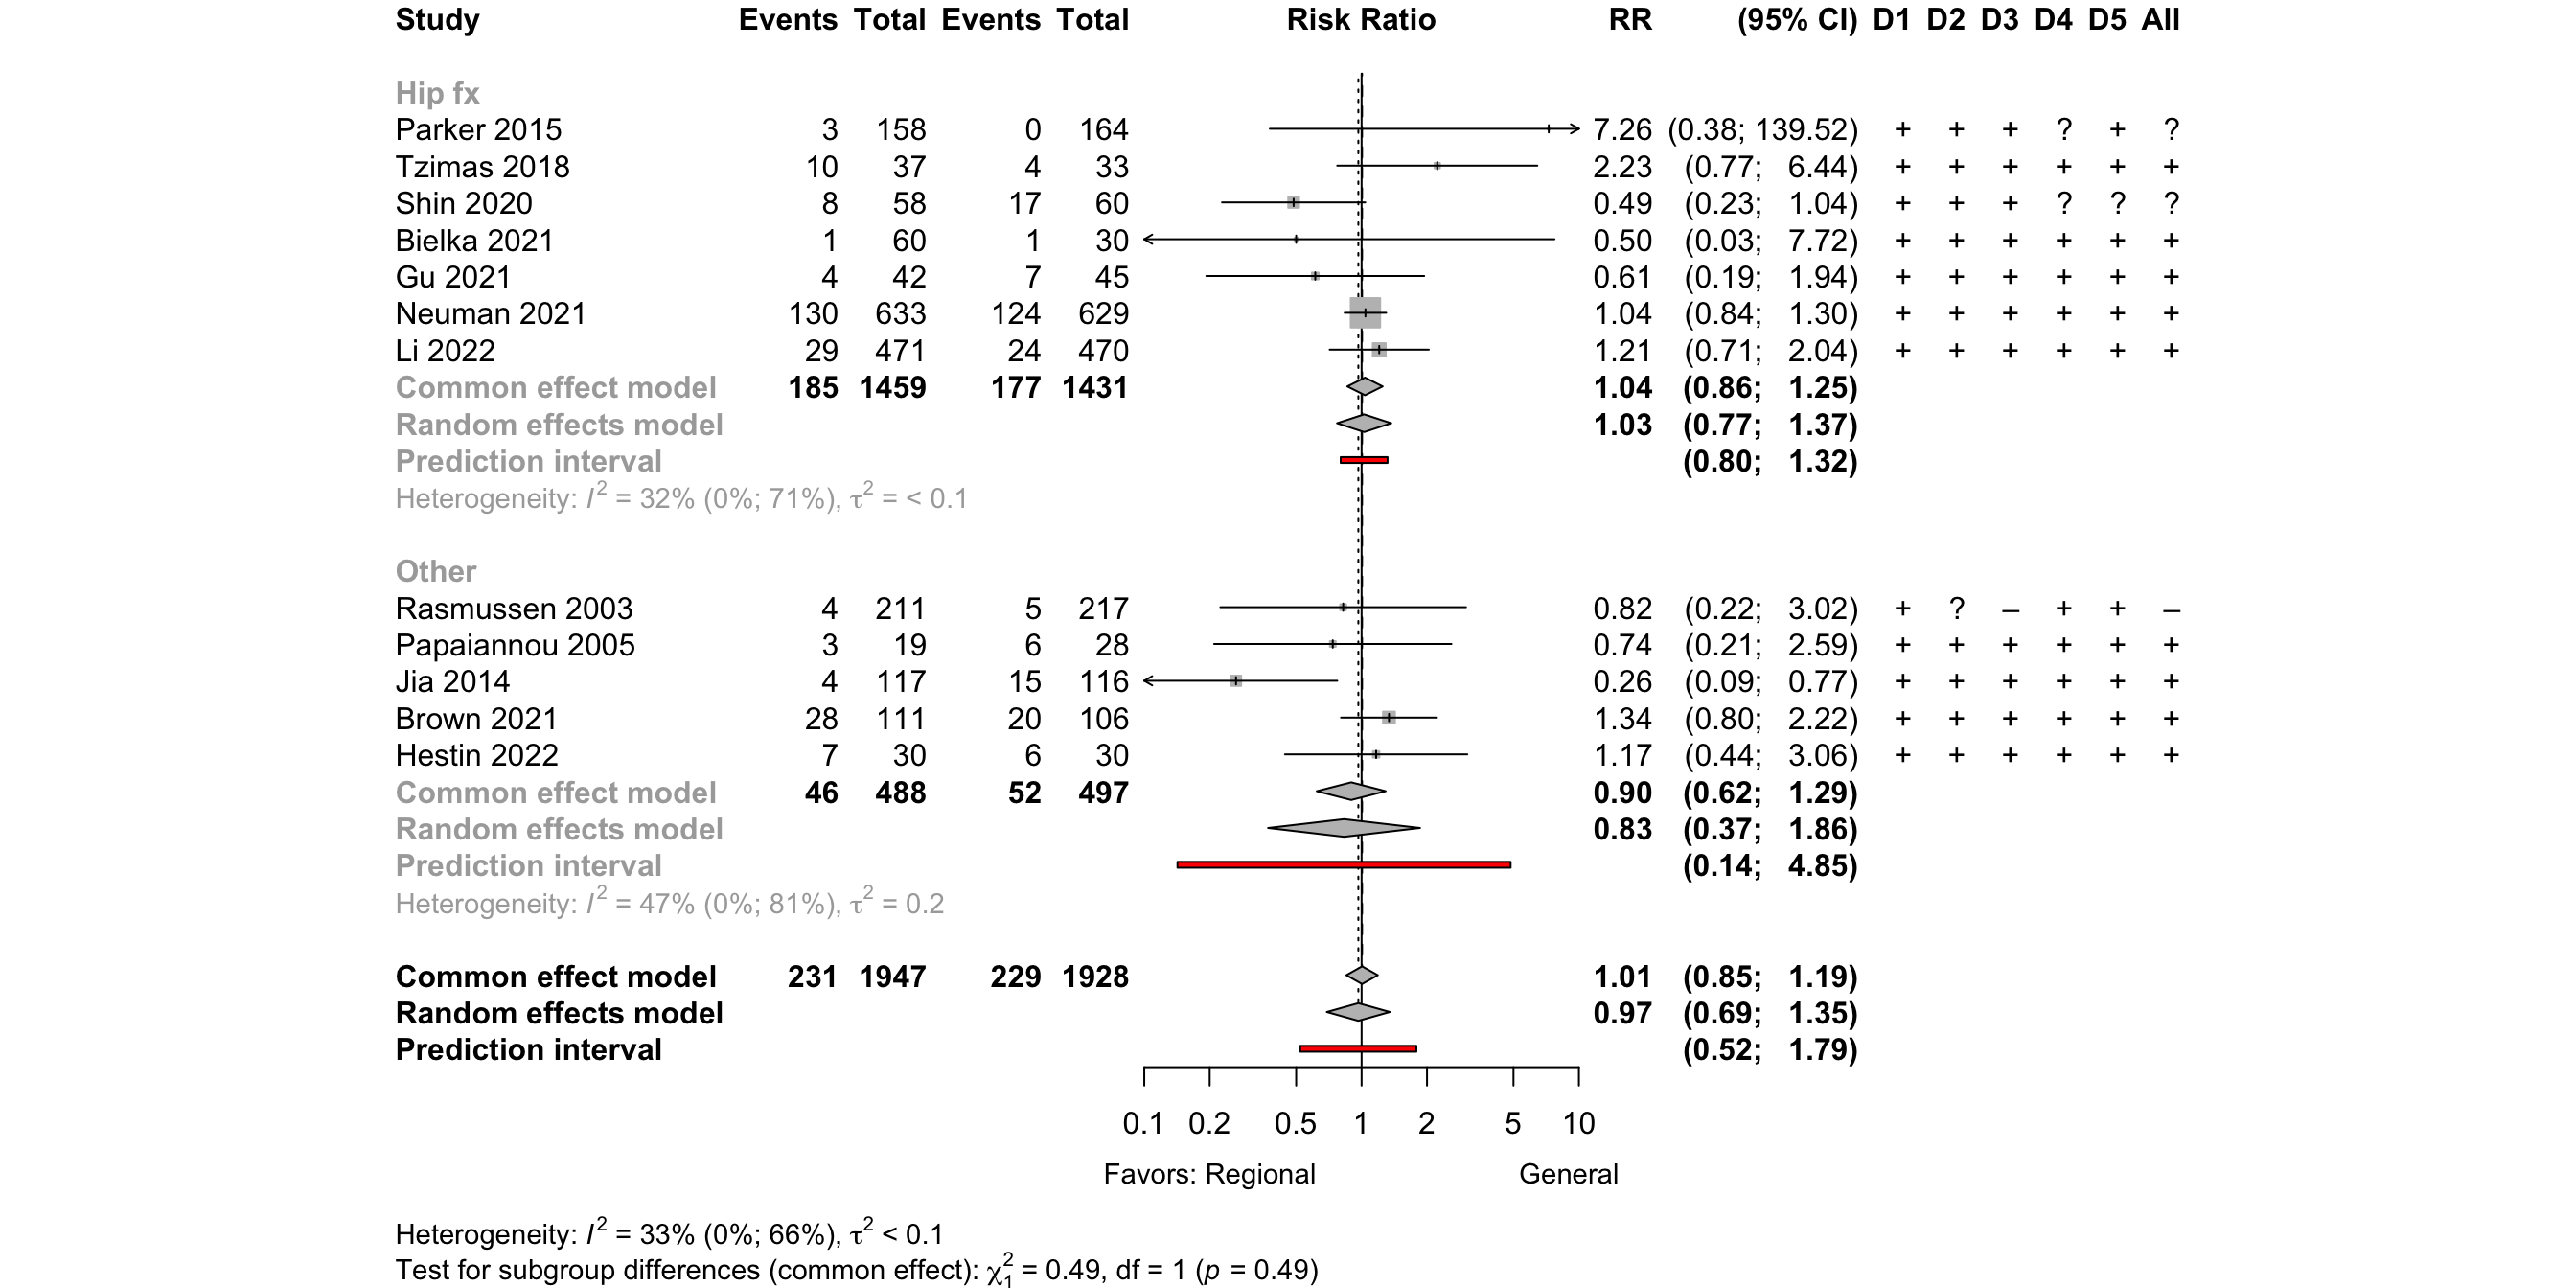 Study Events Total Events Total Risk Ratio RR (95% CI) D1 D2 D3 D4 D5 All
Hip fx
Parker 2015 3 158 0 164 7.26 (0.38; 139.52) + + + ? + ?
Tzimas 2018 10 37 4 33 2.23 (0.77; 6.44) + + + + + +
Shin 2020 8 58 17 60 0.49 (0.23; 1.04) + + + ? ? ?
Bielka 2021 1 60 1 30 0.50 (0.03; 7.72) + + + + + +
Gu 2021 4 42 7 45 0.61 (0.19; 1.94) + + + + + +
Neuman 2021 130 633 124 629 1.04 (0.84; 1.30) + + + + + +
Li 2022 29 471 24 470 1.21 (0.71; 2.04) + + + + + +
Common effect model 185 1459 177 1431 1.04 (0.86; 1.25)
Random effects model 1.03 (0.77; 1.37)
Prediction interval (0.80; 1.32)
Heterogeneity: I² = 32% (0%; 71%), τ² = < 0.1
Other
Rasmussen 2003 4 211 5 217 0.82 (0.22; 3.02) + ? – + + –
Papaiannou 2005 3 19 6 28 0.74 (0.21; 2.59) + + + + + +
Jia 2014 4 117 15 116 0.26 (0.09; 0.77) + + + + + +
Brown 2021 28 111 20 106 1.34 (0.80; 2.22) + + + + + +
Hestin 2022 7 30 6 30 1.17 (0.44; 3.06) + + + + + +
Common effect model 46 488 52 497 0.90 (0.62; 1.29)
Random effects model 0.83 (0.37; 1.86)
Prediction interval (0.14; 4.85)
Heterogeneity: I² = 47% (0%; 81%), τ² = 0.2
Common effect model 231 1947 229 1928 1.01 (0.85; 1.19)
Random effects model 0.97 (0.69; 1.35)
Prediction interval (0.52; 1.79)
0.1 0.2 0.5 1 2 5 10
Favors: Regional General
Heterogeneity: I² = 33% (0%; 66%), τ² < 0.1
Test for subgroup differences (common effect): χ₁² = 0.49, df = 1 (p = 0.49)